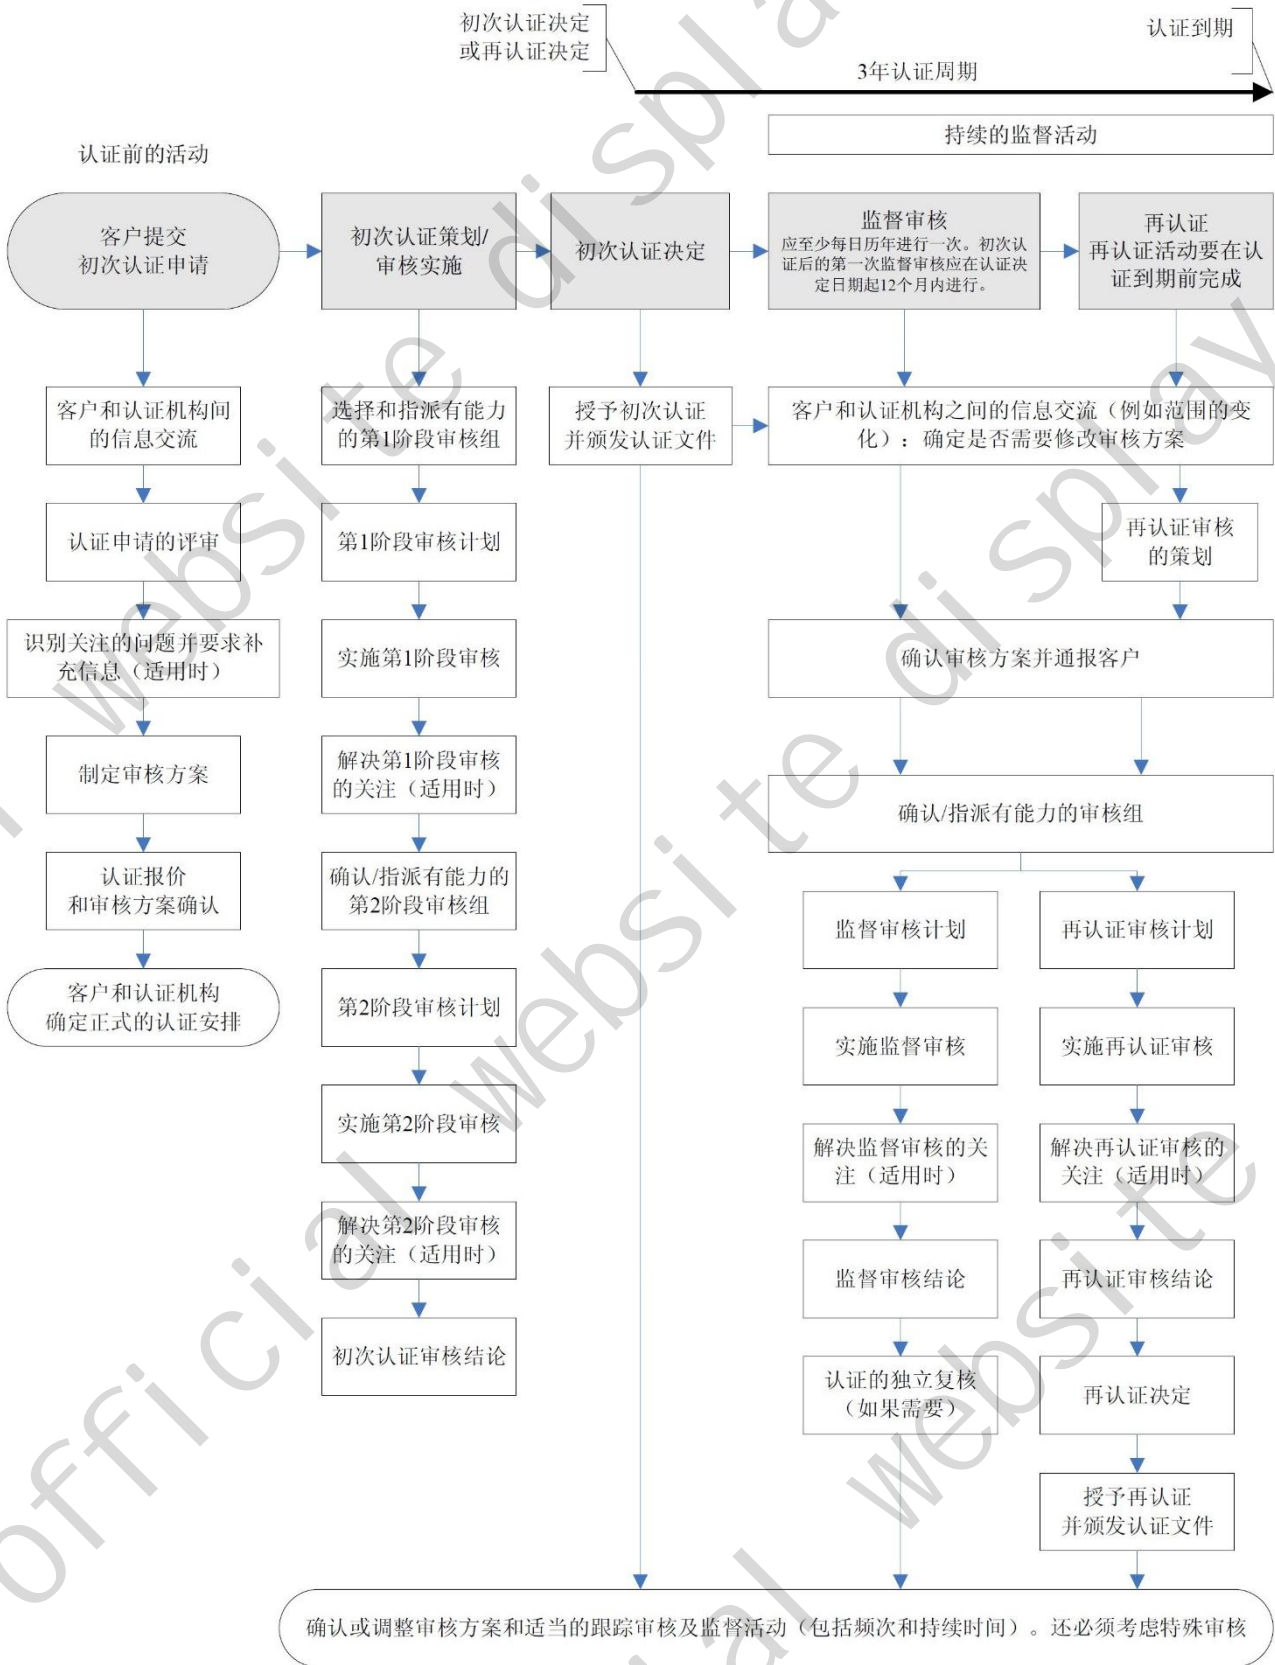 初次认证决定
或再认证决定
认证到期
3年认证周期
持续的监督活动
认证前的活动
客户提交
初次认证申请
初次认证策划/
审核实施
初次认证决定
监督审核
应至少每日历年进行一次。初次认
证后的第一次监督审核应在认证决
定日期起12个月内进行。
再认证
再认证活动要在认
证到期前完成
客户和认证机构间
的信息交流
选择和指派有能力
的第1阶段审核组
授予初次认证
并颁发认证文件
客户和认证机构之间的信息交流（例如范围的变
化）：确定是否需要修改审核方案
认证申请的评审
第1阶段审核计划
再认证审核
的策划
识别关注的问题并要求补
充信息（适用时）
实施第1阶段审核
确认审核方案并通报客户
制定审核方案
解决第1阶段审核
的关注（适用时）
确认/指派有能力的审核组
认证报价
和审核方案确认
确认/指派有能力的
第2阶段审核组
监督审核计划
再认证审核计划
客户和认证机构
确定正式的认证安排
第2阶段审核计划
实施监督审核
实施再认证审核
实施第2阶段审核
解决监督审核的关
注（适用时）
解决再认证审核的
关注（适用时）
解决第2阶段审核
的关注（适用时）
监督审核结论
再认证审核结论
初次认证审核结论
认证的独立复核
（如果需要）
再认证决定
授予再认证
并颁发认证文件
确认或调整审核方案和适当的跟踪审核及监督活动（包括频次和持续时间）。还必须考虑特殊审核
website display
official website display
website